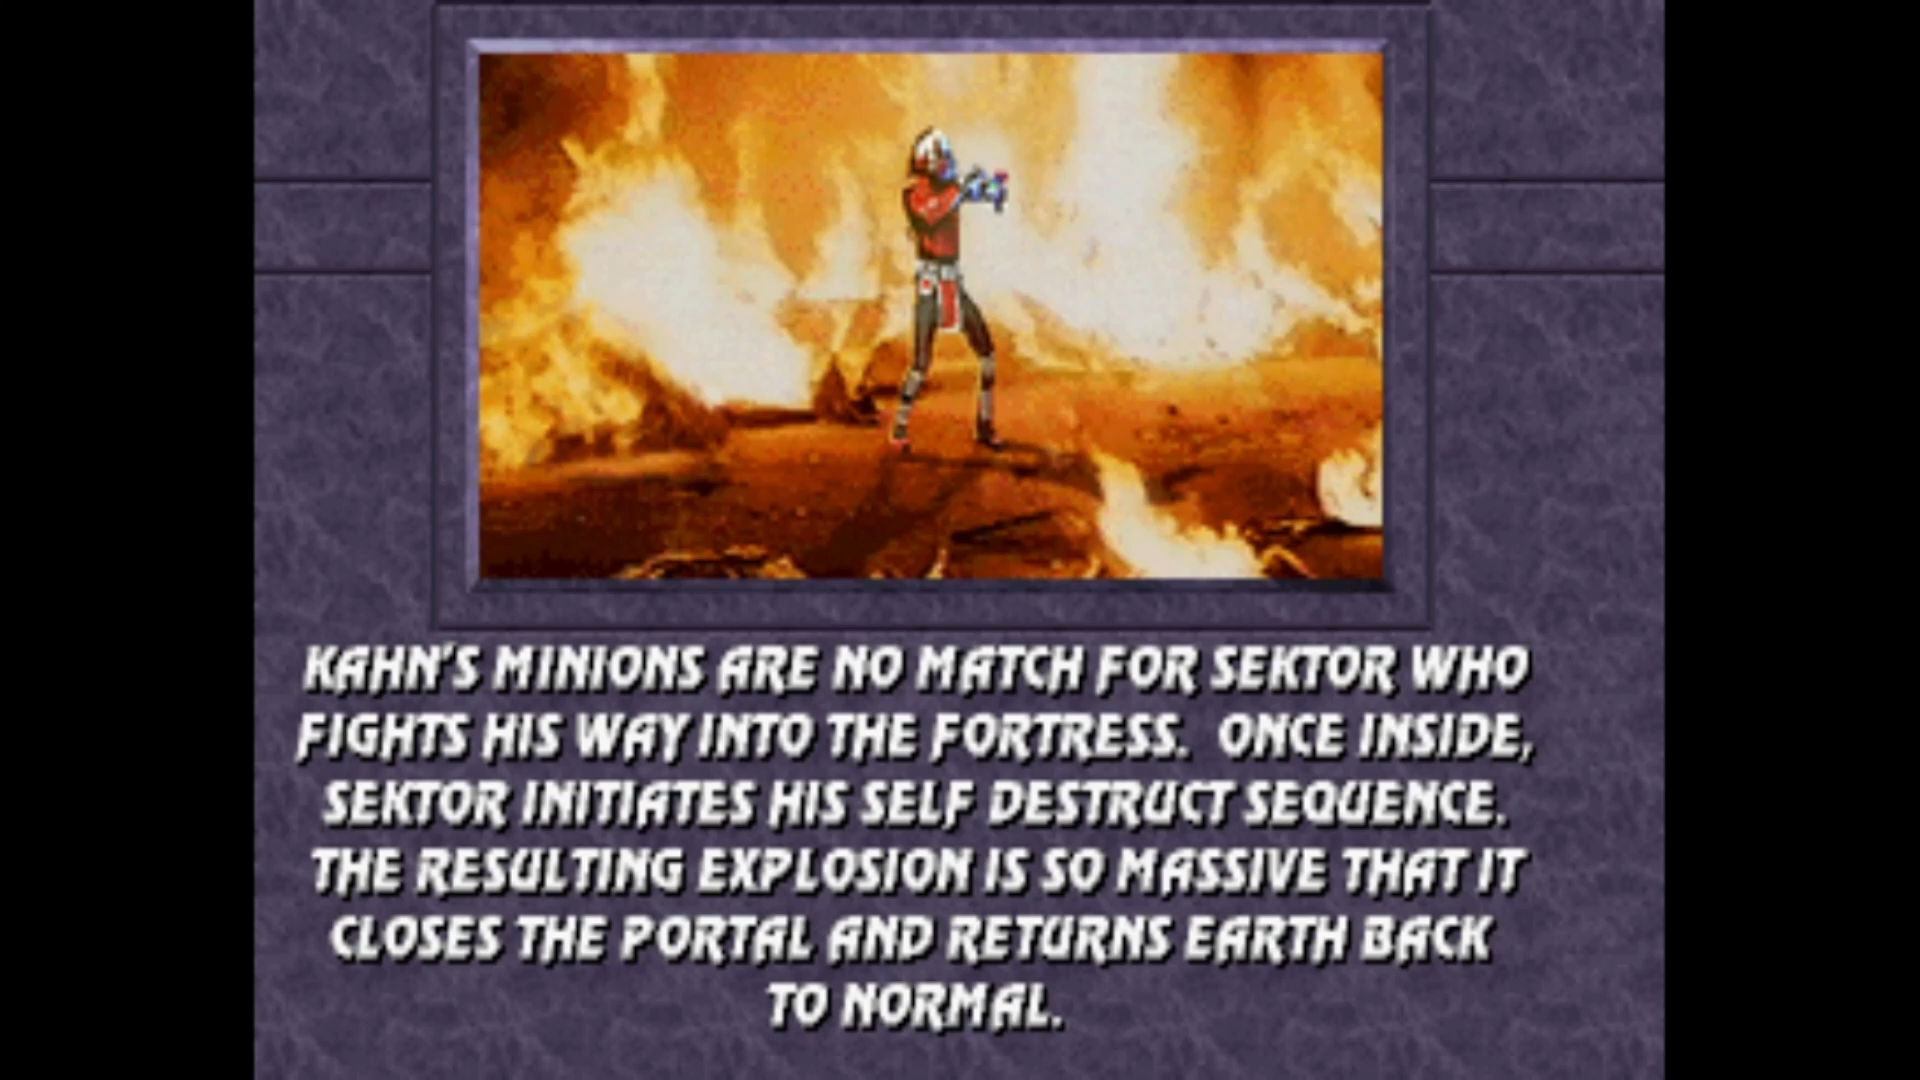 KAHN'S MINIONS ARE NO MATCH FOR SEKTOR WHO
FIGHTS HIS WAY INTO THE FORTRESS.  ONCE INSIDE,
SEKTOR INITIATES HIS SELF DESTRUCT SEQUENCE.
THE RESULTING EXPLOSION IS SO MASSIVE THAT IT
CLOSES THE PORTAL AND RETURNS EARTH BACK
TO NORMAL.